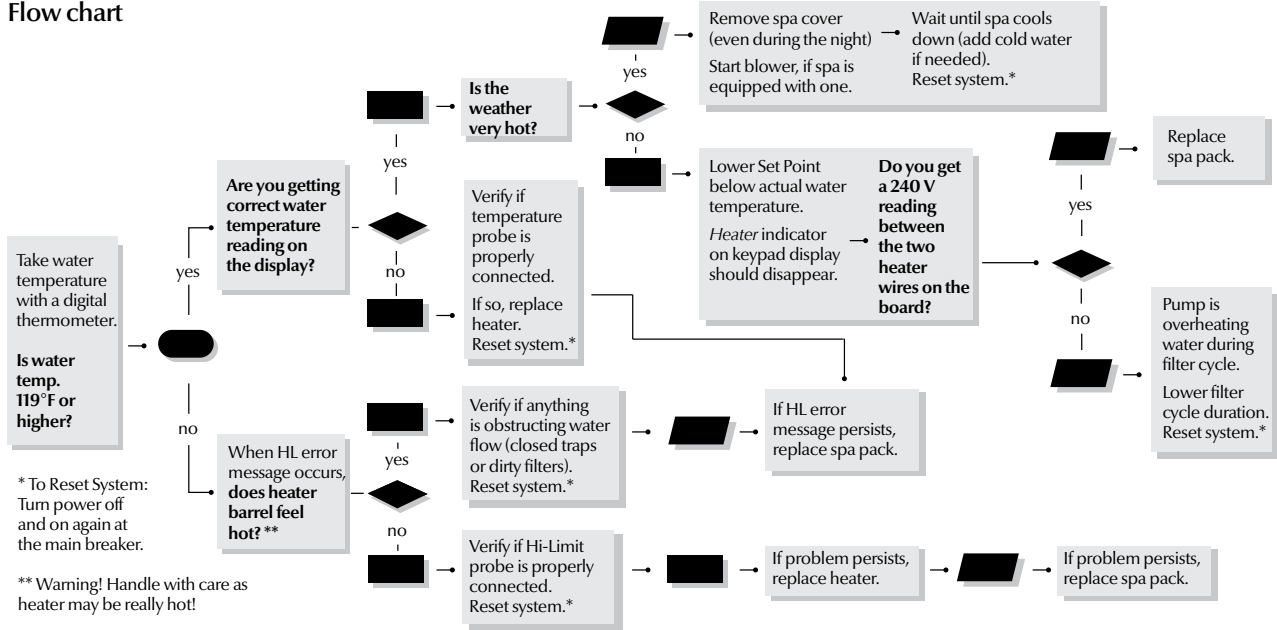 Flow chart
Take water
temperature
with a digital
thermometer.
Is water
temp.
119°F or
higher?
yes
no
Are you getting
correct water
temperature
reading on
the display?
yes
no
Is the
weather
very hot?
yes
no
Remove spa cover
(even during the night)
Start blower, if spa is
equipped with one.
Wait until spa cools
down (add cold water
if needed).
Reset system.*
Lower Set Point
below actual water
temperature.
Heater indicator
on keypad display
should disappear.
Do you get
a 240 V
reading
between
the two
heater
wires on the
board?
yes
no
Replace
spa pack.
Pump is
overheating
water during
filter cycle.
Lower filter
cycle duration.
Reset system.*
Verify if
temperature
probe is
properly
connected.
If so, replace
heater.
Reset system.*
When HL error
message occurs,
does heater
barrel feel
hot? **
yes
no
Verify if anything
is obstructing water
flow (closed traps
or dirty filters).
Reset system.*
If HL error
message persists,
replace spa pack.
Verify if Hi-Limit
probe is properly
connected.
Reset system.*
If problem persists,
replace heater.
If problem persists,
replace spa pack.
* To Reset System:
Turn power off
and on again at
the main breaker.
** Warning! Handle with care as
heater may be really hot!